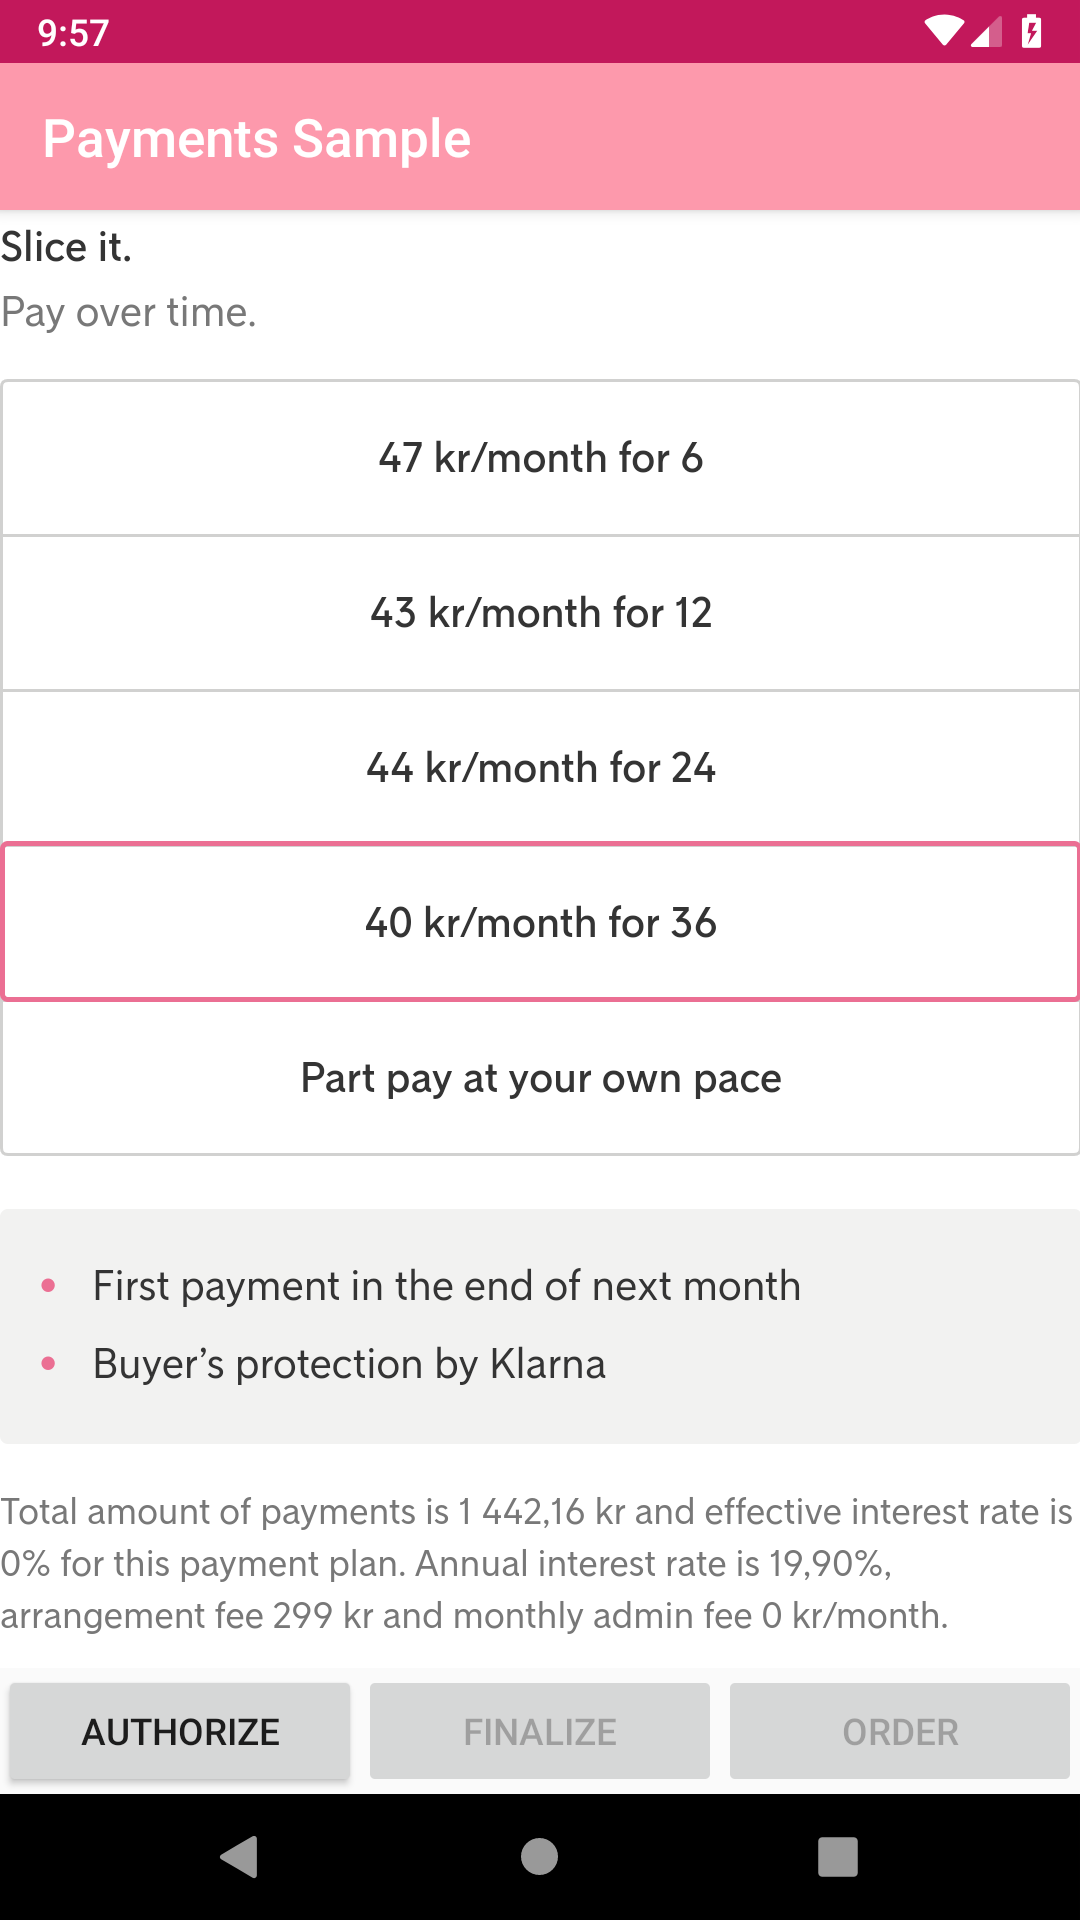 9:57
Payments Sample
Slice it.
Pay over time.
47 kr/month for 6
43 kr/month for 12
44 kr/month for 24
40 kr/month for 36
Part pay at your own pace
• First payment in the end of next month
• Buyer’s protection by Klarna
Total amount of payments is 1 442,16 kr and effective interest rate is
0% for this payment plan. Annual interest rate is 19,90%,
arrangement fee 299 kr and monthly admin fee 0 kr/month.
AUTHORIZE FINALIZE ORDER